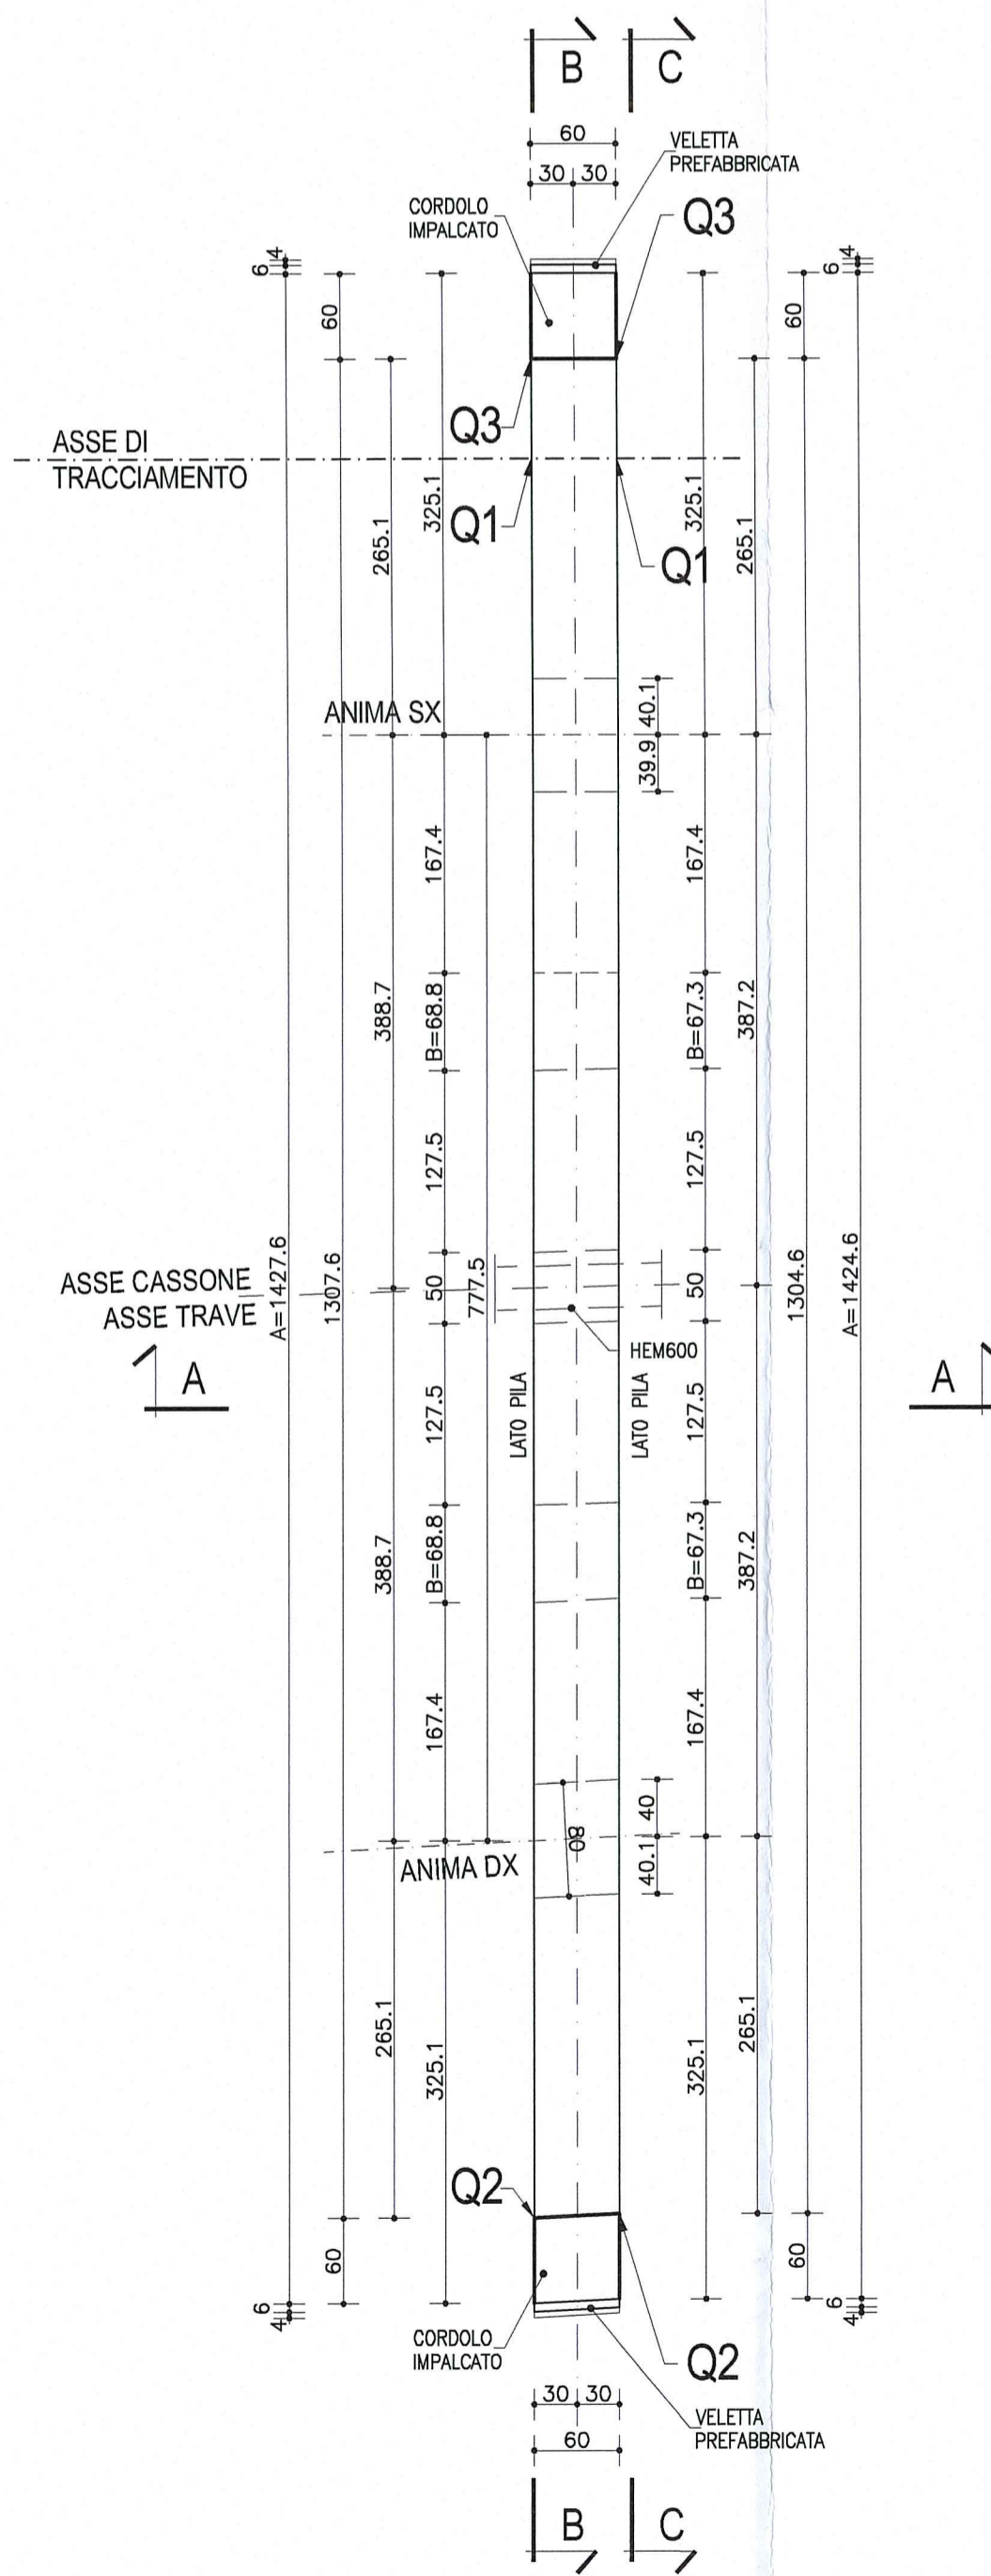 B
C
60
30
30
VELETTA
PREFABBRICATA
CORDOLO
IMPALCATO
Q3
4
6
4
6
60
60
325.1
325.1
265.1
265.1
Q3
ASSE DI
TRACCIAMENTO
Q1
Q1
ANIMA SX
40.1
39.9
167.4
167.4
B=68.8
B=67.3
388.7
387.2
127.5
127.5
ASSE CASSONE
ASSE TRAVE
A=1427.6
1307.6
50
777.5
50
1304.6
A=1424.6
HEM600
A
A
LATO PILA
LATO PILA
127.5
127.5
388.7
387.2
B=68.8
B=67.3
167.4
167.4
80
40
40.1
ANIMA DX
265.1
265.1
325.1
325.1
Q2
60
60
6
4
6
4
CORDOLO
IMPALCATO
Q2
30
30
VELETTA
PREFABBRICATA
60
B
C